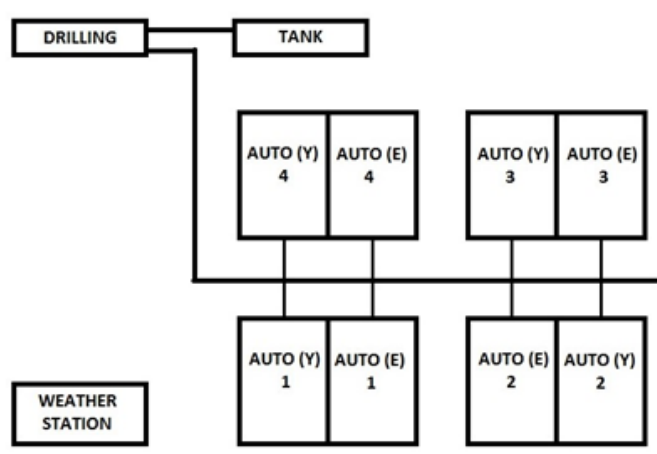 DRILLING
TANK
AUTO (Y)
4
AUTO (E)
4
AUTO (Y)
3
AUTO (E)
3
AUTO (Y)
1
AUTO (E)
1
AUTO (E)
2
AUTO (Y)
2
WEATHER
STATION